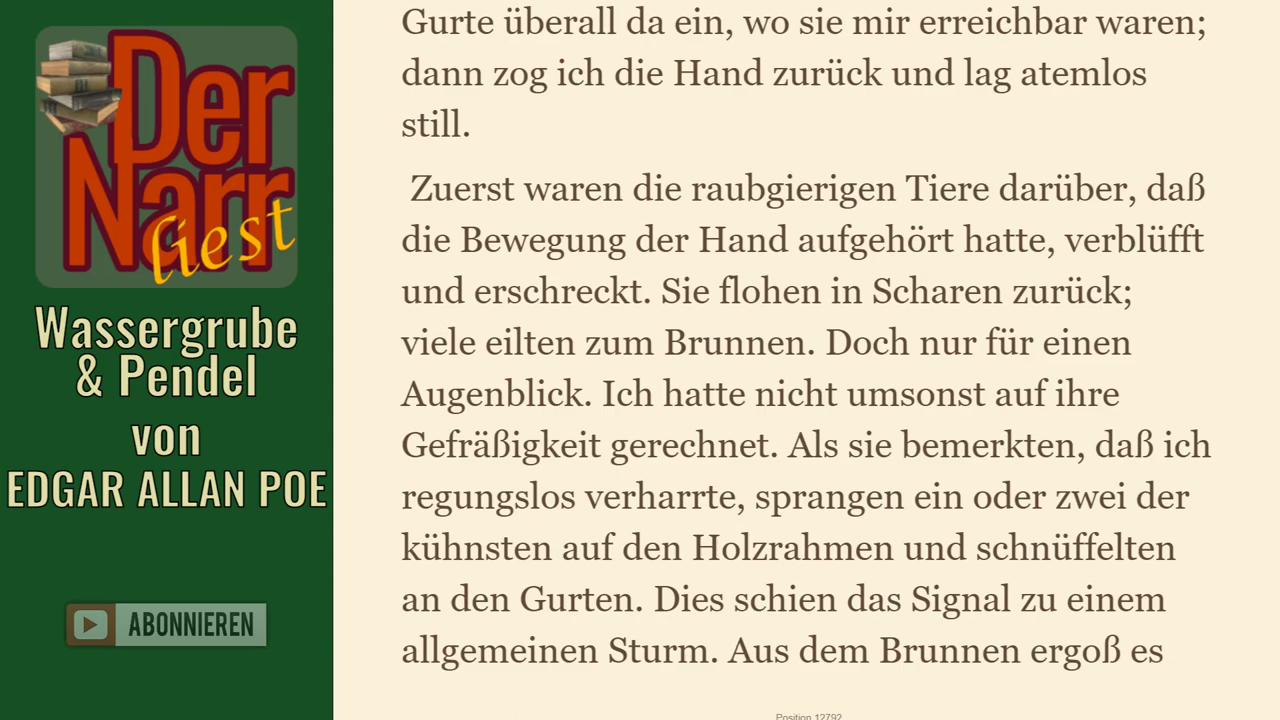 Der
Narr
liest
Wassergrube
& Pendel
von
EDGAR ALLAN POE
ABONNIEREN
Gurte überall da ein, wo sie mir erreichbar waren;
dann zog ich die Hand zurück und lag atemlos
still.
Zuerst waren die raubgierigen Tiere darüber, daß
die Bewegung der Hand aufgehört hatte, verblüfft
und erschreckt. Sie flohen in Scharen zurück;
viele eilten zum Brunnen. Doch nur für einen
Augenblick. Ich hatte nicht umsonst auf ihre
Gefräßigkeit gerechnet. Als sie bemerkten, daß ich
regungslos verharrte, sprangen ein oder zwei der
kühnsten auf den Holzrahmen und schnüffelten
an den Gurten. Dies schien das Signal zu einem
allgemeinen Sturm. Aus dem Brunnen ergoß es
Position 12792